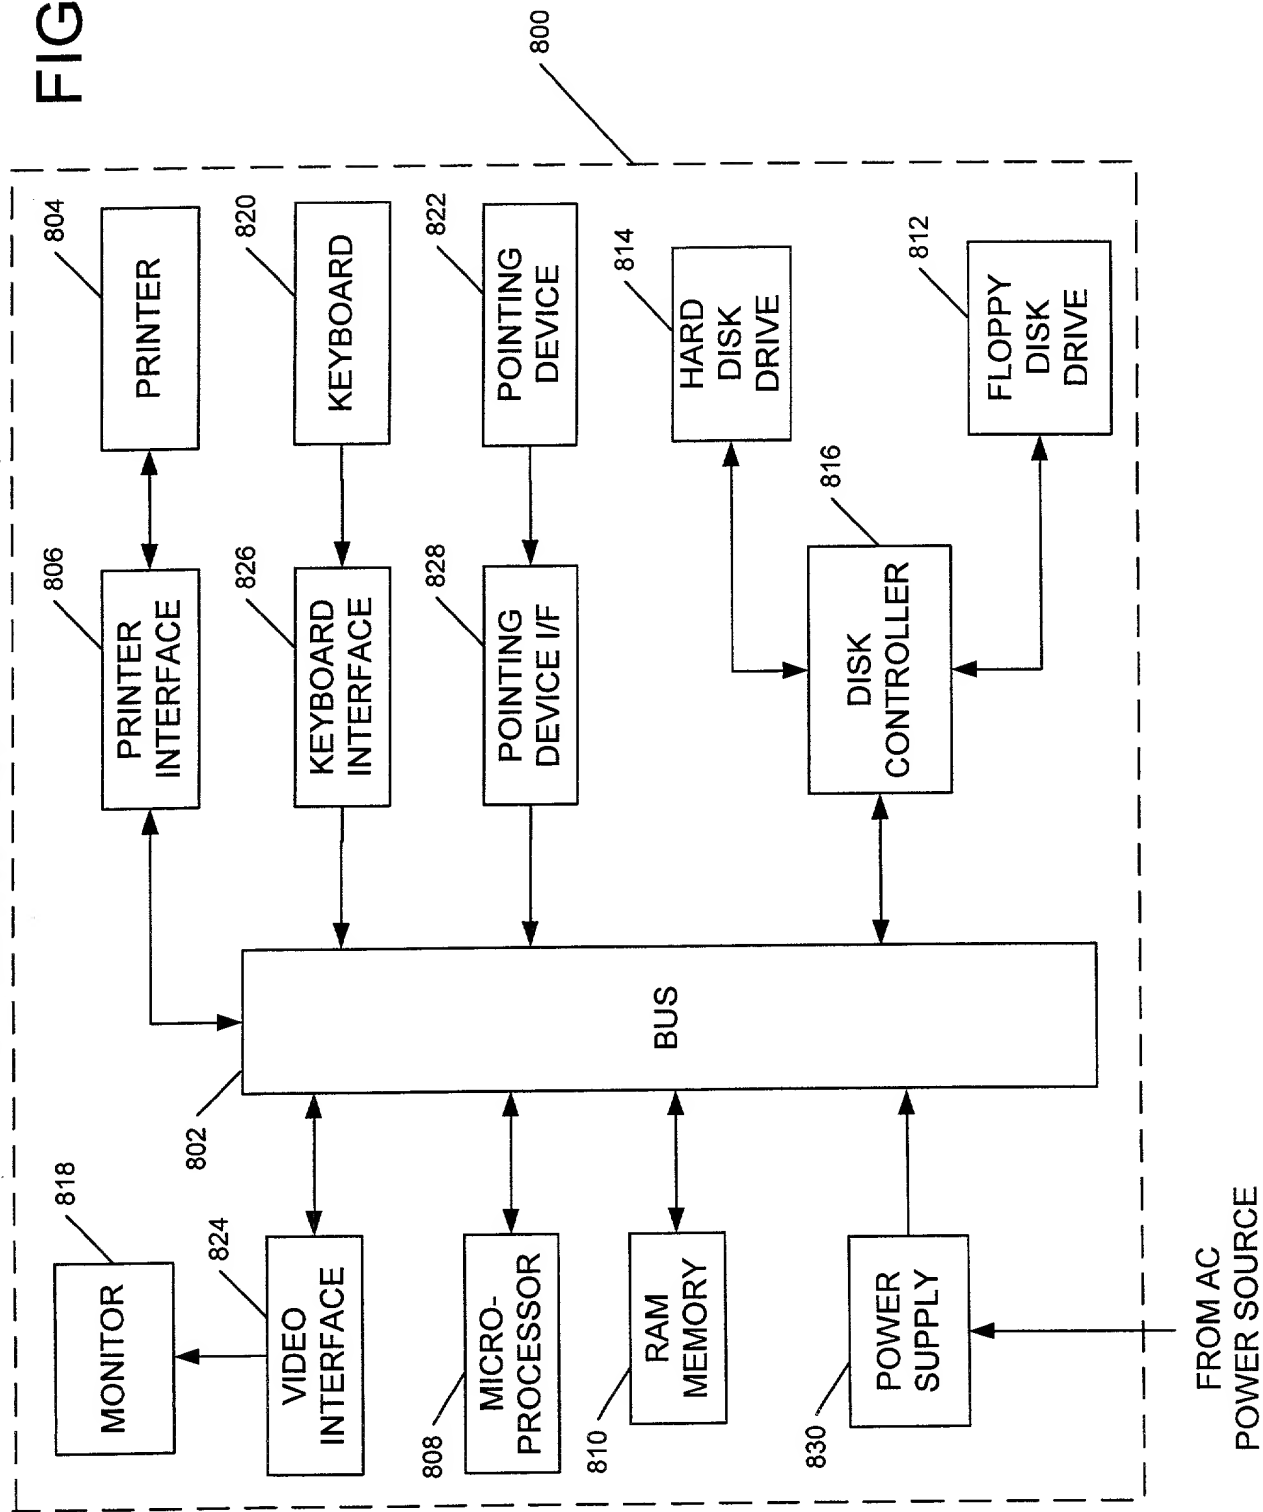 FIG
800
804
PRINTER
806
PRINTER
INTERFACE
820
KEYBOARD
826
KEYBOARD
INTERFACE
822
POINTING
DEVICE
828
POINTING
DEVICE I/F
814
HARD
DISK
DRIVE
812
FLOPPY
DISK
DRIVE
816
DISK
CONTROLLER
802
BUS
818
MONITOR
824
VIDEO
INTERFACE
808
MICRO-
PROCESSOR
810
RAM
MEMORY
830
POWER
SUPPLY
FROM AC
POWER SOURCE